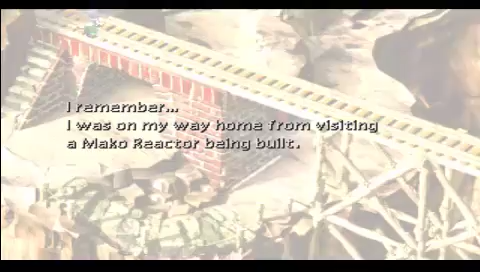 I remember...
I was on my way home from visiting
a Mako Reactor being built.